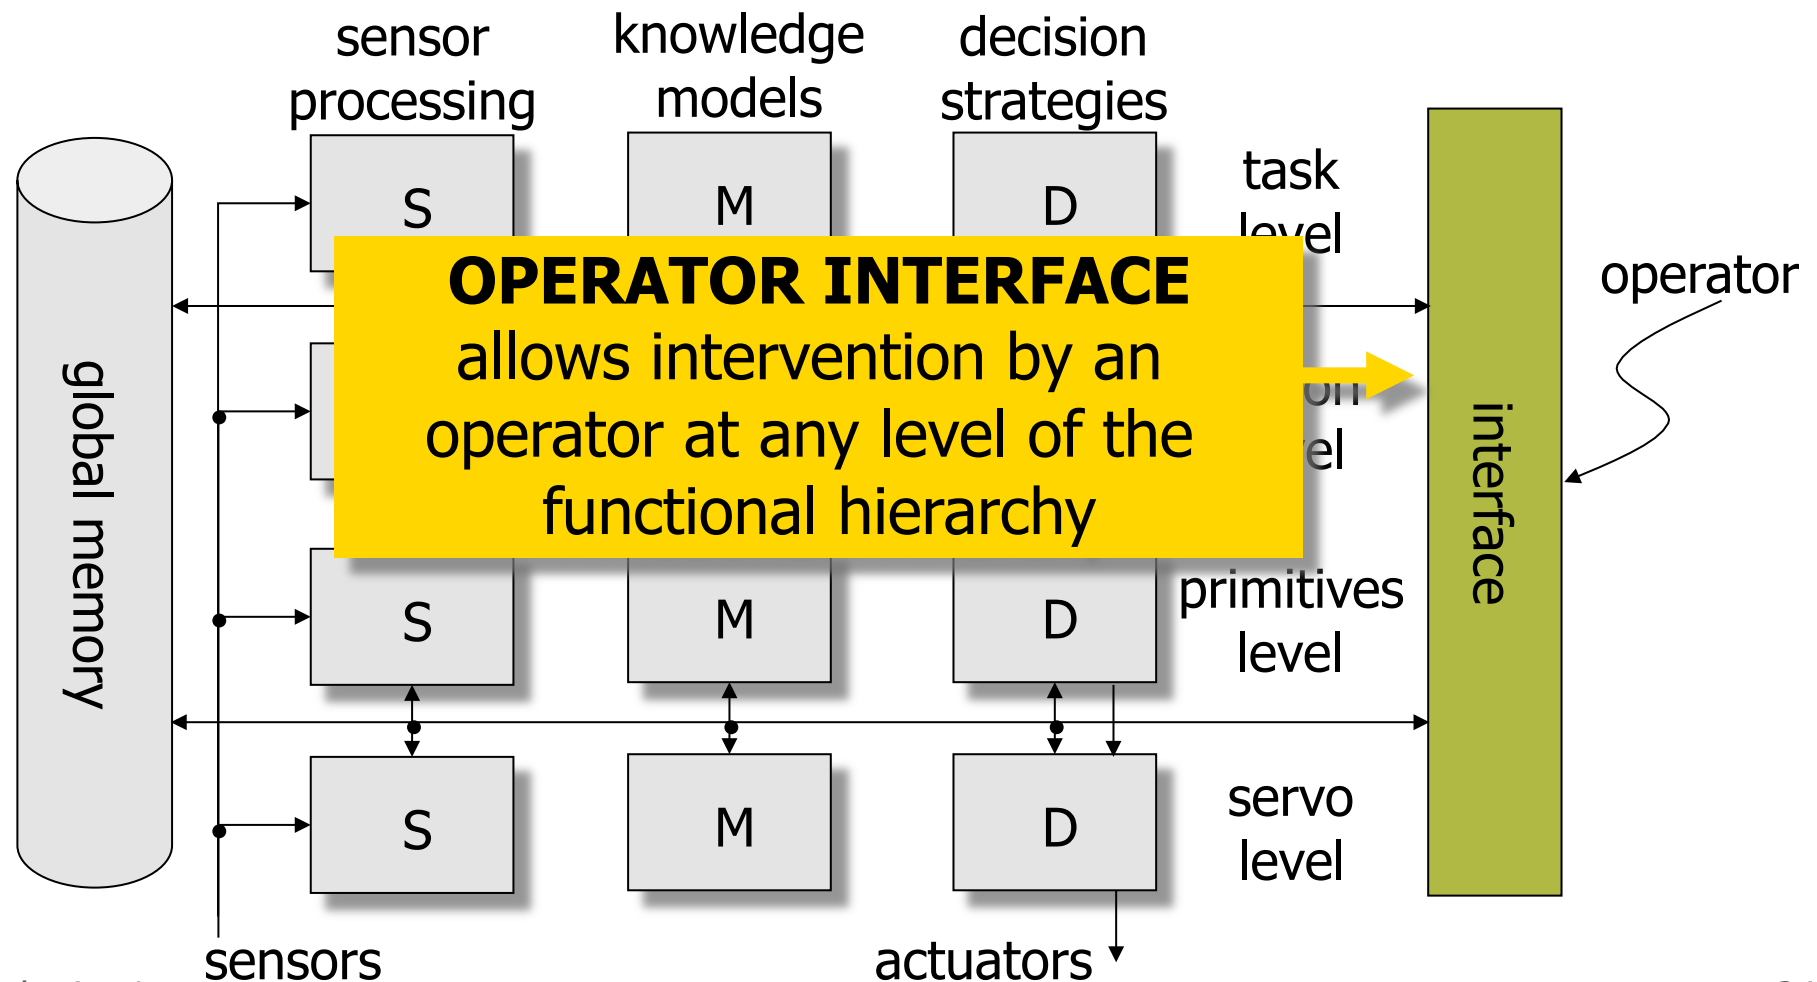 sensor
processing
knowledge
models
decision
strategies
S
M
D
task
level
OPERATOR INTERFACE
allows intervention by an
operator at any level of the
functional hierarchy
operator
global memory
interface
S
M
D
primitives
level
S
M
D
servo
level
sensors
actuators